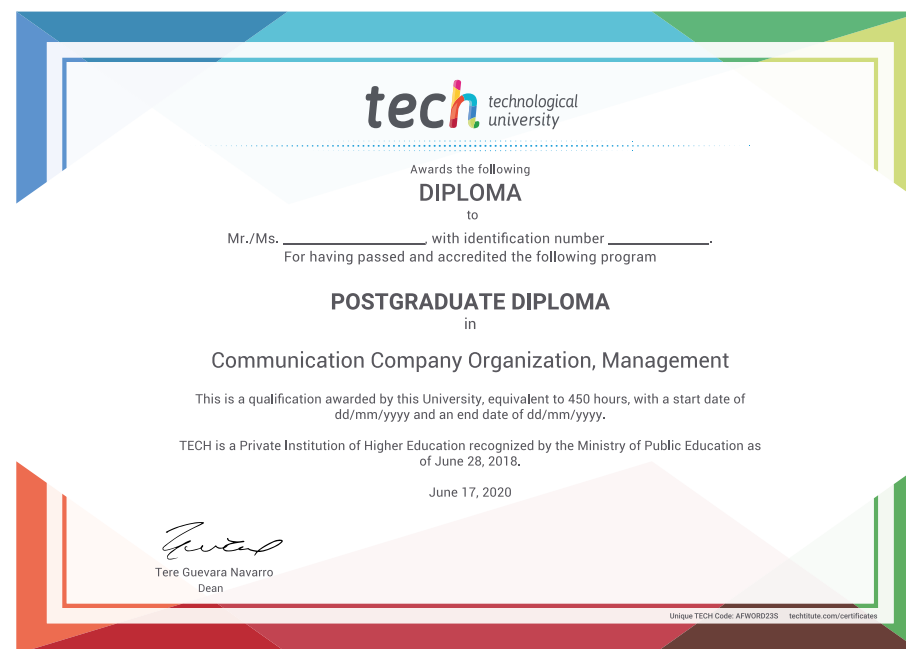 tech technological
university
Awards the following
DIPLOMA
to
Mr./Ms. ____________________, with identification number ______________.
For having passed and accredited the following program
POSTGRADUATE DIPLOMA
in
Communication Company Organization, Management
This is a qualification awarded by this University, equivalent to 450 hours, with a start date of
dd/mm/yyyy and an end date of dd/mm/yyyy.
TECH is a Private Institution of Higher Education recognized by the Ministry of Public Education as
of June 28, 2018.
June 17, 2020
Tere Guevara Navarro
Dean
Unique TECH Code: AFWORD23S techtitute.com/certificates